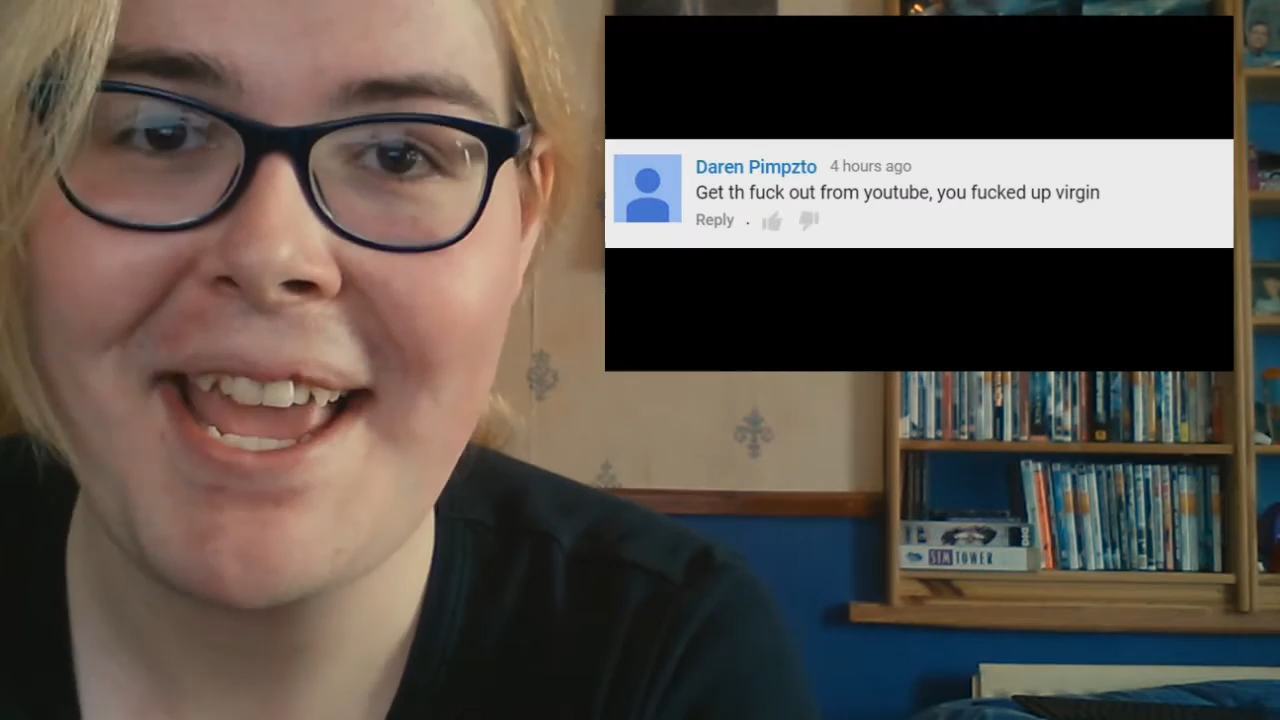 Daren Pimpzto 4 hours ago
Get th fuck out from youtube, you fucked up virgin
Reply .
SIM TOWER